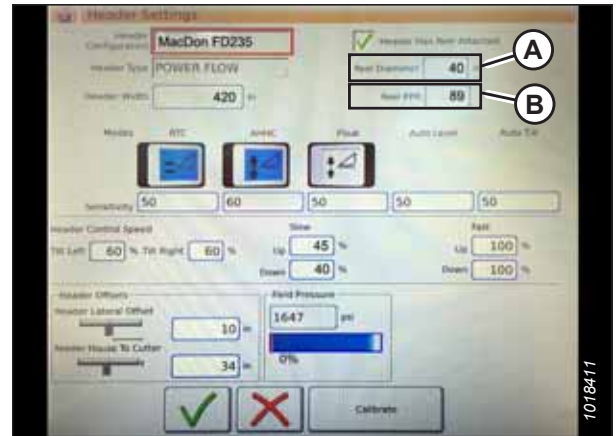 Header Settings
Header Configuration MacDon FD235
Header Has Reel Attached
A
Header Type POWER FLOW
Reel Diameter 40 in
Header Width 420 in
Reel PPR 89
B
Modes RTC AHHC Float Auto Level Auto Tilt
Sensitivity 50 60 50 50 50
Header Control Speed Slow Fast
Tilt Left 60 % Tilt Right 60 % Up 45 % Up 100 %
Down 40 % Down 100 %
Header Offsets Field Pressure
Header Lateral Offset 1647 psi
10 in
Feeder House To Cutter
34 in 0%
Calibrate
1018411